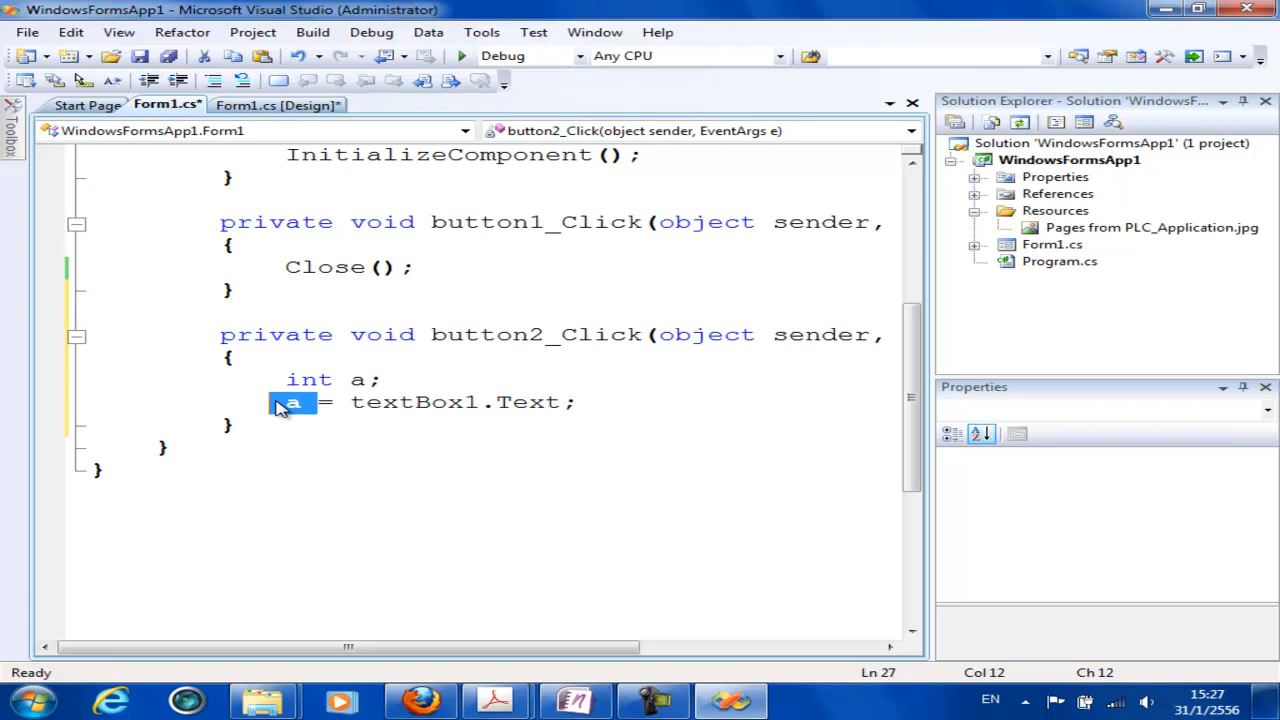 WindowsFormsApp1 - Microsoft Visual Studio (Administrator)
File Edit View Refactor Project Build Debug Data Tools Test Window Help
Debug Any CPU
Start Page Form1.cs* Form1.cs [Design]*
Toolbox
WindowsFormsApp1.Form1 button2_Click(object sender, EventArgs e)
InitializeComponent();
}
private void button1_Click(object sender,
{
Close();
}
private void button2_Click(object sender,
{
int a;
a = textBox1.Text;
}
}
}
Solution Explorer - Solution 'WindowsF...
Solution 'WindowsFormsApp1' (1 project)
WindowsFormsApp1
Properties
References
Resources
Pages from PLC_Application.jpg
Form1.cs
Program.cs
Properties
Ready Ln 27 Col 12 Ch 12
EN 15:27
31/1/2556